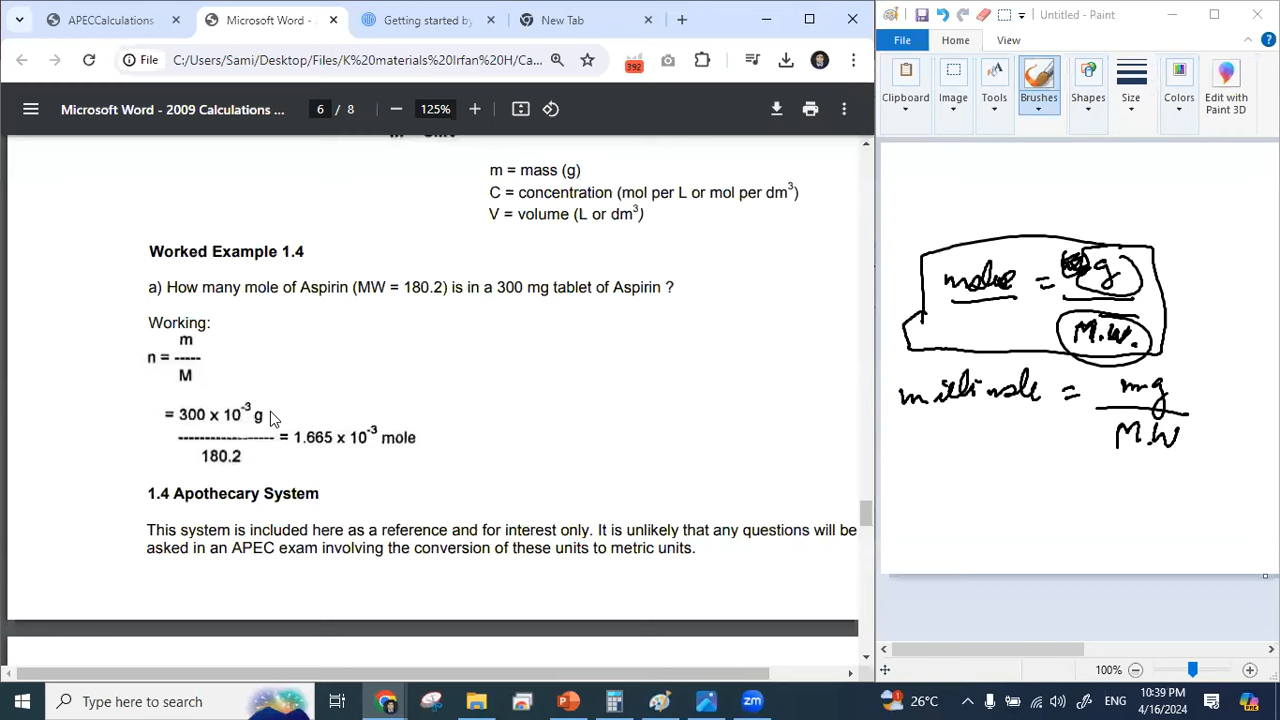 APECCalculations
Microsoft Word -
Getting started by
New Tab
File
C:/Users/Sami/Desktop/Files/K%20materials%20Irfan%20H/Ca...
392
Microsoft Word - 2009 Calculations ...
6 / 8
125%
m = mass (g)
C = concentration (mol per L or mol per dm3)
V = volume (L or dm3)
Worked Example 1.4
a) How many mole of Aspirin (MW = 180.2) is in a 300 mg tablet of Aspirin ?
Working:
m
n = -----
M
= 300 x 10-3 g
------------------- = 1.665 x 10-3 mole
180.2
1.4 Apothecary System
This system is included here as a reference and for interest only. It is unlikely that any questions will be
asked in an APEC exam involving the conversion of these units to metric units.
Untitled - Paint
File
Home
View
Clipboard
Image
Tools
Brushes
Shapes
Size
Colors
Edit with
Paint 3D
mole = g
M.W.
millimole = mg
M.W
100%
Type here to search
26°C
ENG
10:39 PM
4/16/2024